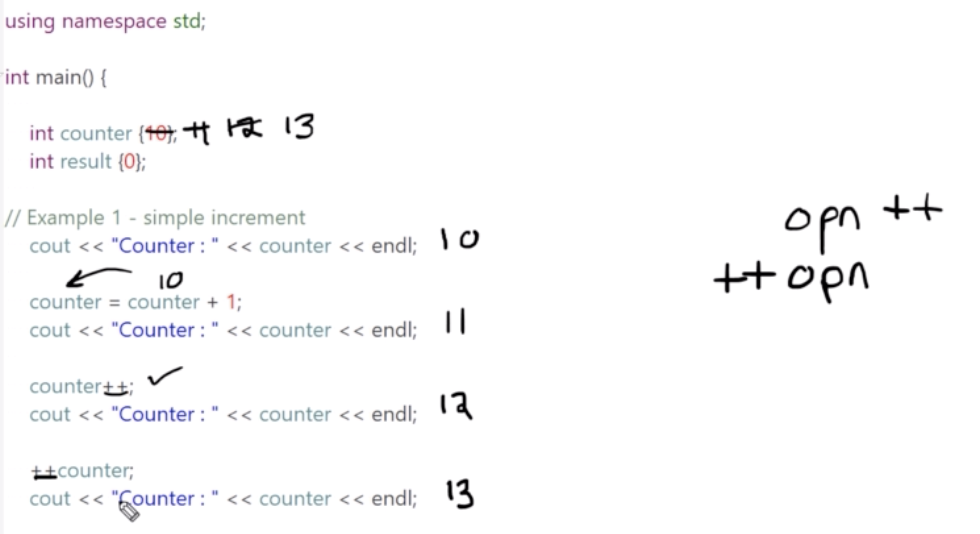 using namespace std;
int main() {
int counter {10}; 11 12 13
int result {0};
// Example 1 - simple increment
cout << "Counter : " << counter << endl; 10
10
counter = counter + 1;
cout << "Counter : " << counter << endl; 11
counter++; ✓
cout << "Counter : " << counter << endl; 12
++counter;
cout << "Counter : " << counter << endl; 13
opn ++
++ opn